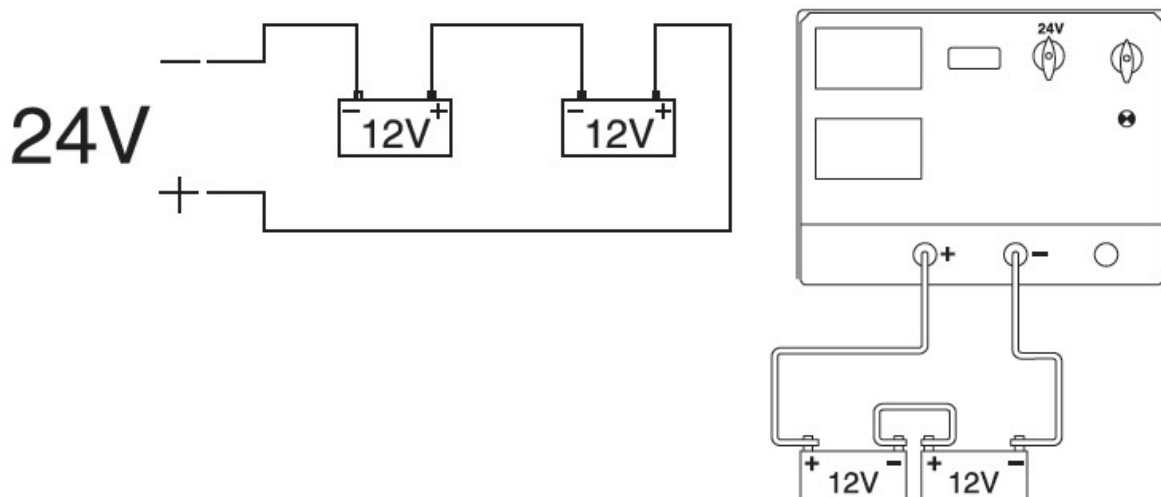 24V
− +
− 12V +
− 12V +
24V
+ −
+ 12V −
+ 12V −